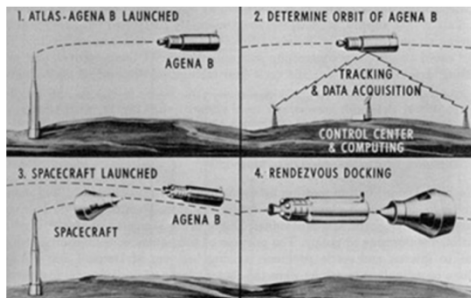 1. ATLAS-AGENA B LAUNCHED
AGENA B
2. DETERMINE ORBIT OF AGENA B
TRACKING
& DATA ACQUISITION
CONTROL CENTER
& COMPUTING
3. SPACECRAFT LAUNCHED
SPACECRAFT
AGENA B
4. RENDEZVOUS DOCKING